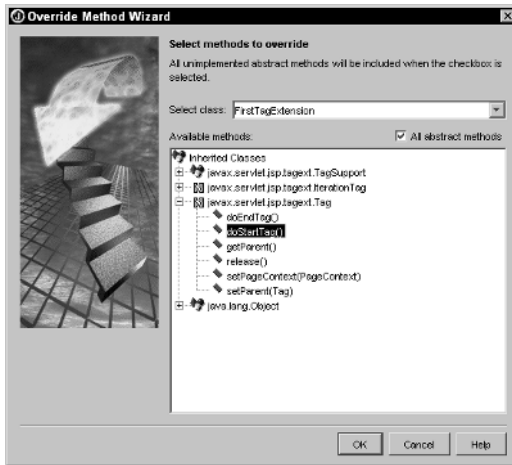 Override Method Wizard
Select methods to override
All unimplemented abstract methods will be included when the checkbox is
selected.
Select class: FirstTagExtension
Available methods: All abstract methods
Inherited Classes
javax.servlet.jsp.tagext.TagSupport
javax.servlet.jsp.tagext.IterationTag
javax.servlet.jsp.tagext.Tag
doEndTag()
doStartTag()
getParent()
release()
setPageContext(PageContext)
setParent(Tag)
java.lang.Object
OK Cancel Help